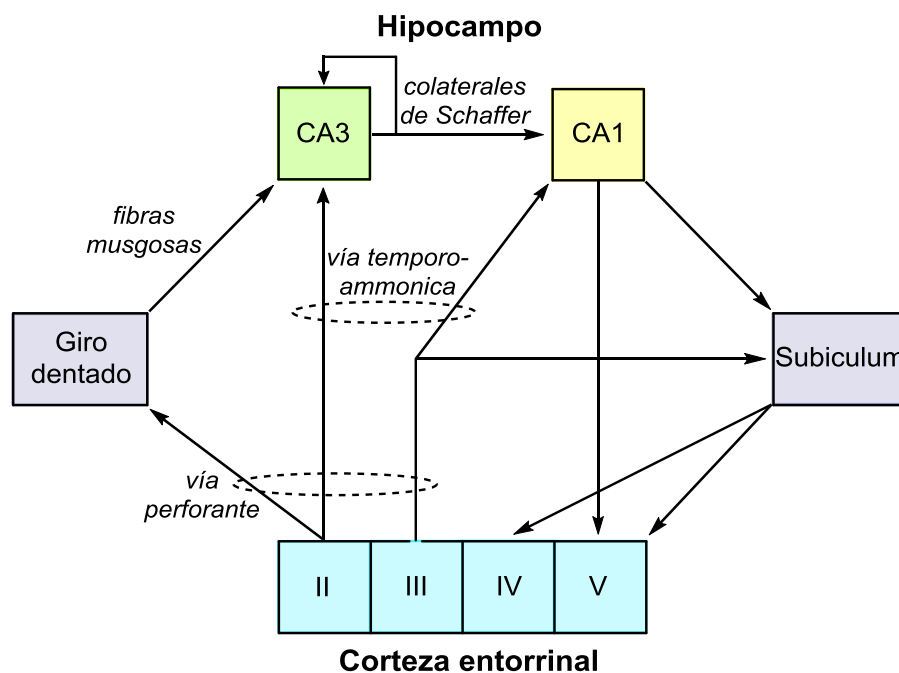 Hipocampo
colaterales
de Schaffer
CA3
CA1
fibras
musgosas
vía temporo-
ammonica
Giro
dentado
Subiculum
vía
perforante
II
III
IV
V
Corteza entorrinal